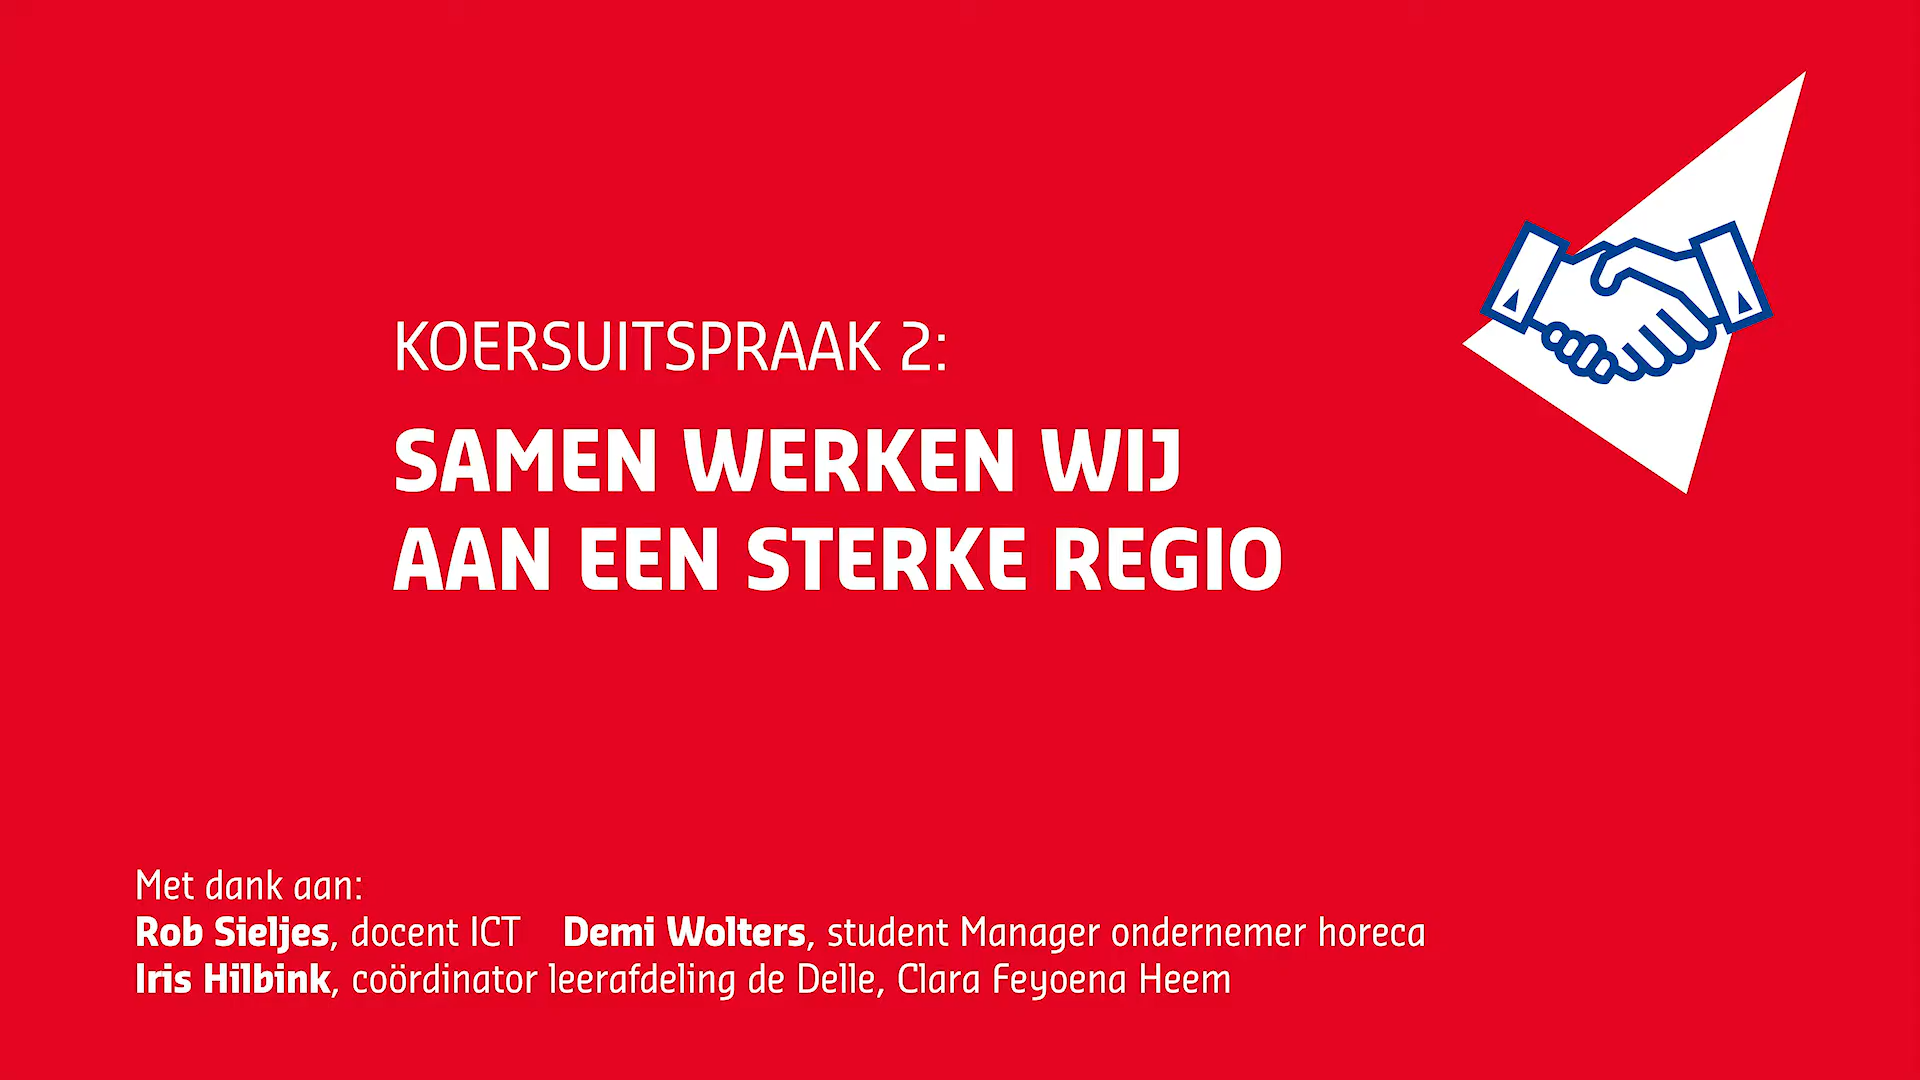 KOERSUITSPRAAK 2:
SAMEN WERKEN WIJ
AAN EEN STERKE REGIO
Met dank aan:
Rob Sieljes, docent ICT Demi Wolters, student Manager ondernemer horeca
Iris Hilbink, coördinator leerafdeling de Delle, Clara Feyoena Heem